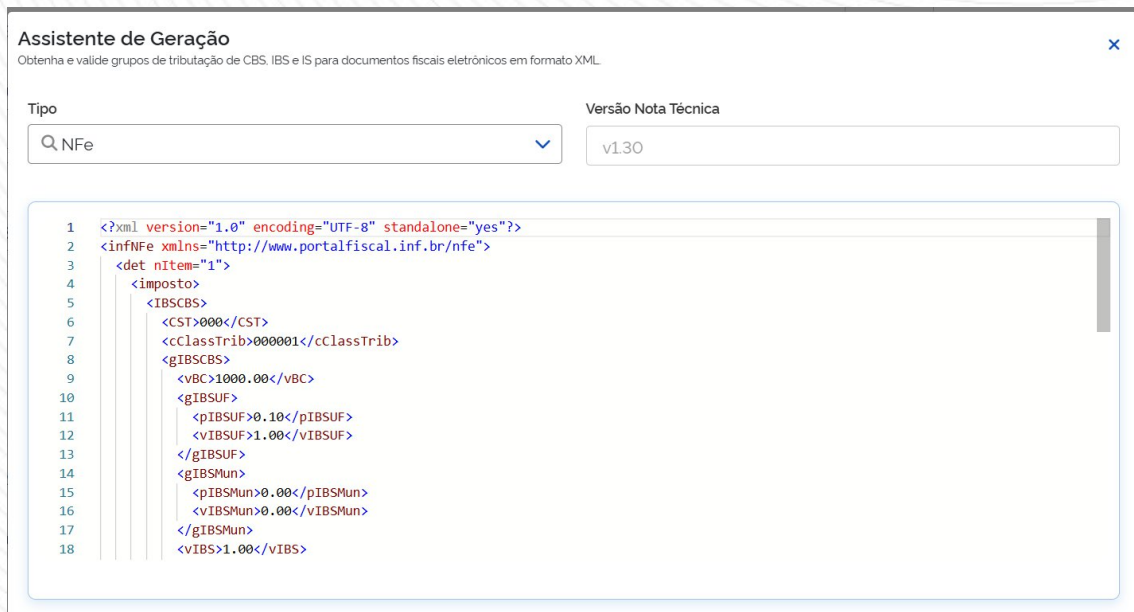 Assistente de Geração
Obtenha e valide grupos de tributação de CBS, IBS e IS para documentos fiscais eletrônicos em formato XML.
Tipo
Versão Nota Técnica
NFe
v1.30
1 <?xml version="1.0" encoding="UTF-8" standalone="yes"?>
2 <infNFe xmlns="http://www.portalfiscal.inf.br/nfe">
3 <det nItem="1">
4 <imposto>
5 <IBSCBS>
6 <CST>000</CST>
7 <cClassTrib>000001</cClassTrib>
8 <gIBSCBS>
9 <vBC>1000.00</vBC>
10 <gIBSUF>
11 <pIBSUF>0.10</pIBSUF>
12 <vIBSUF>1.00</vIBSUF>
13 </gIBSUF>
14 <gIBSMun>
15 <pIBSMun>0.00</pIBSMun>
16 <vIBSMun>0.00</vIBSMun>
17 </gIBSMun>
18 <vIBS>1.00</vIBS>